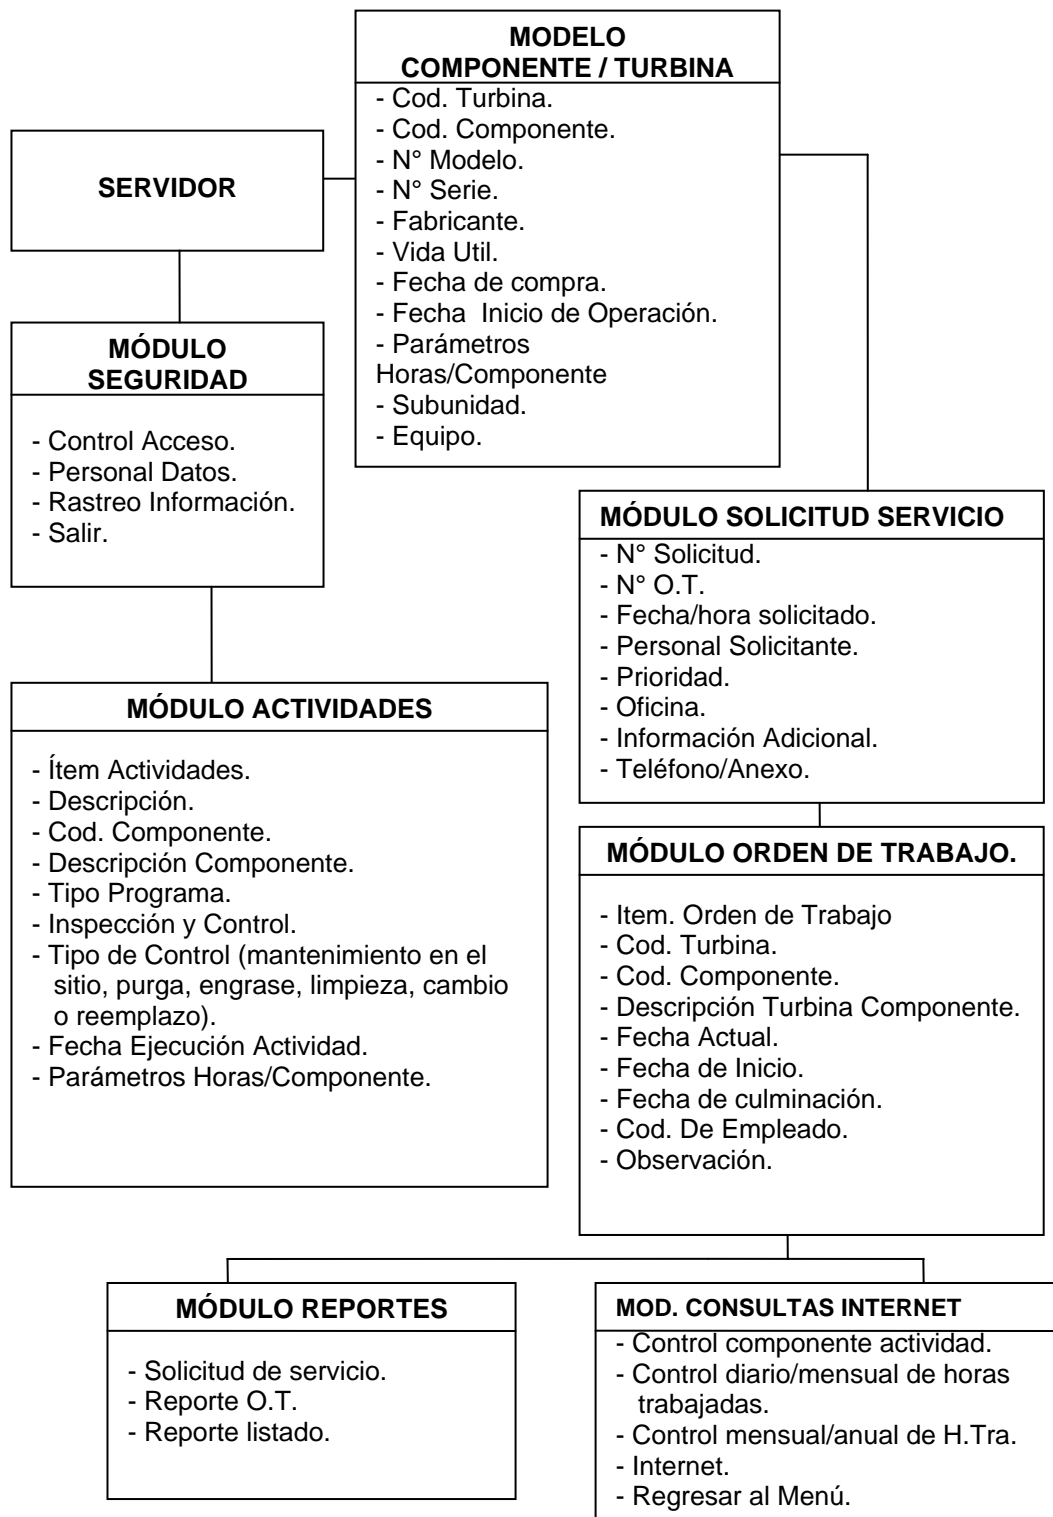 MODELO
COMPONENTE / TURBINA
- Cod. Turbina.
- Cod. Componente.
- N° Modelo.
- N° Serie.
- Fabricante.
- Vida Util.
- Fecha de compra.
- Fecha  Inicio de Operación.
- Parámetros
Horas/Componente
- Subunidad.
- Equipo.
SERVIDOR
MÓDULO
SEGURIDAD
- Control Acceso.
- Personal Datos.
- Rastreo Información.
- Salir.
MÓDULO SOLICITUD SERVICIO
- N° Solicitud.
- N° O.T.
- Fecha/hora solicitado.
- Personal Solicitante.
- Prioridad.
- Oficina.
- Información Adicional.
- Teléfono/Anexo.
MÓDULO ACTIVIDADES
- Ítem Actividades.
- Descripción.
- Cod. Componente.
- Descripción Componente.
- Tipo Programa.
- Inspección y Control.
- Tipo de Control (mantenimiento en el
sitio, purga, engrase, limpieza, cambio
o reemplazo).
- Fecha Ejecución Actividad.
- Parámetros Horas/Componente.
MÓDULO ORDEN DE TRABAJO.
- Item. Orden de Trabajo
- Cod. Turbina.
- Cod. Componente.
- Descripción Turbina Componente.
- Fecha Actual.
- Fecha de Inicio.
- Fecha de culminación.
- Cod. De Empleado.
- Observación.
MÓDULO REPORTES
- Solicitud de servicio.
- Reporte O.T.
- Reporte listado.
MOD. CONSULTAS INTERNET
- Control componente actividad.
- Control diario/mensual de horas
trabajadas.
- Control mensual/anual de H.Tra.
- Internet.
- Regresar al Menú.